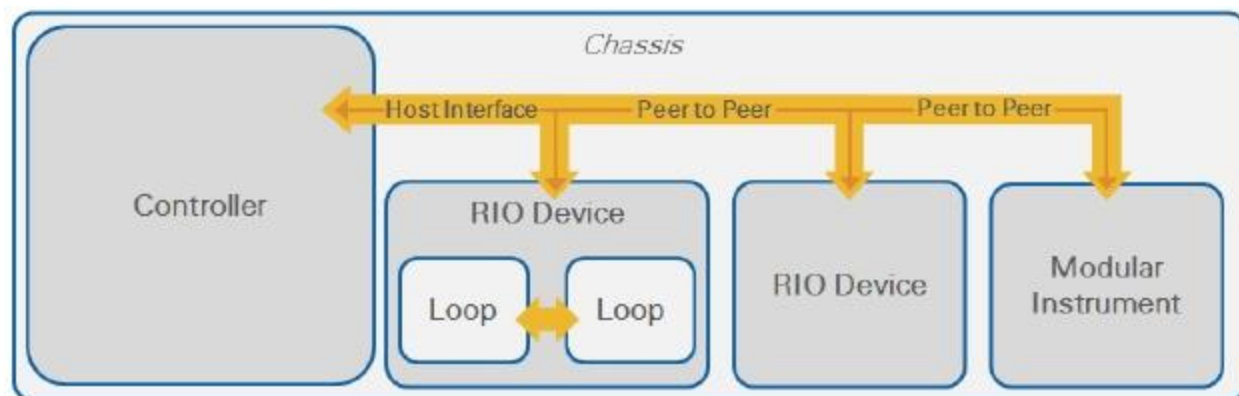 Chassis
Host Interface
Peer to Peer
Peer to Peer
Controller
RIO Device
Loop
Loop
RIO Device
Modular
Instrument